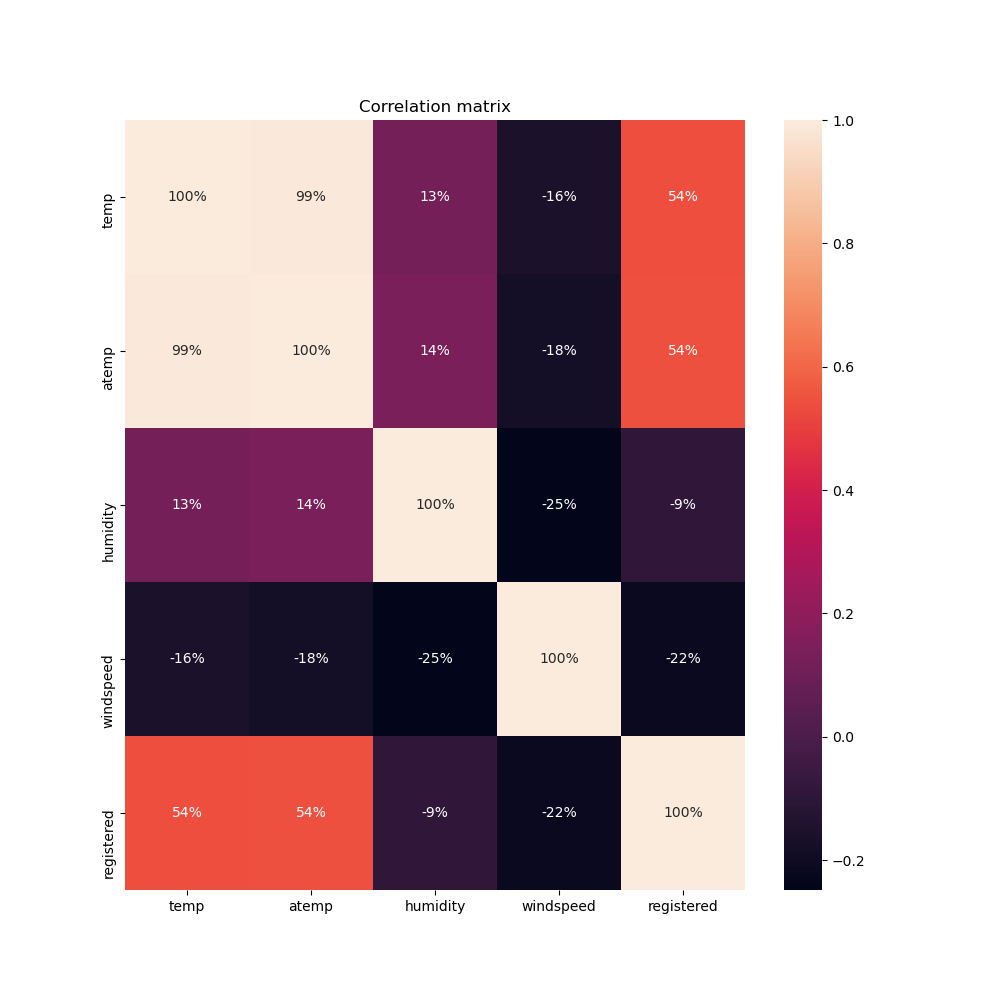 Correlation matrix
temp 100% 99% 13% -16% 54%
atemp 99% 100% 14% -18% 54%
humidity 13% 14% 100% -25% -9%
windspeed -16% -18% -25% 100% -22%
registered 54% 54% -9% -22% 100%
temp atemp humidity windspeed registered
1.0
0.8
0.6
0.4
0.2
0.0
−0.2